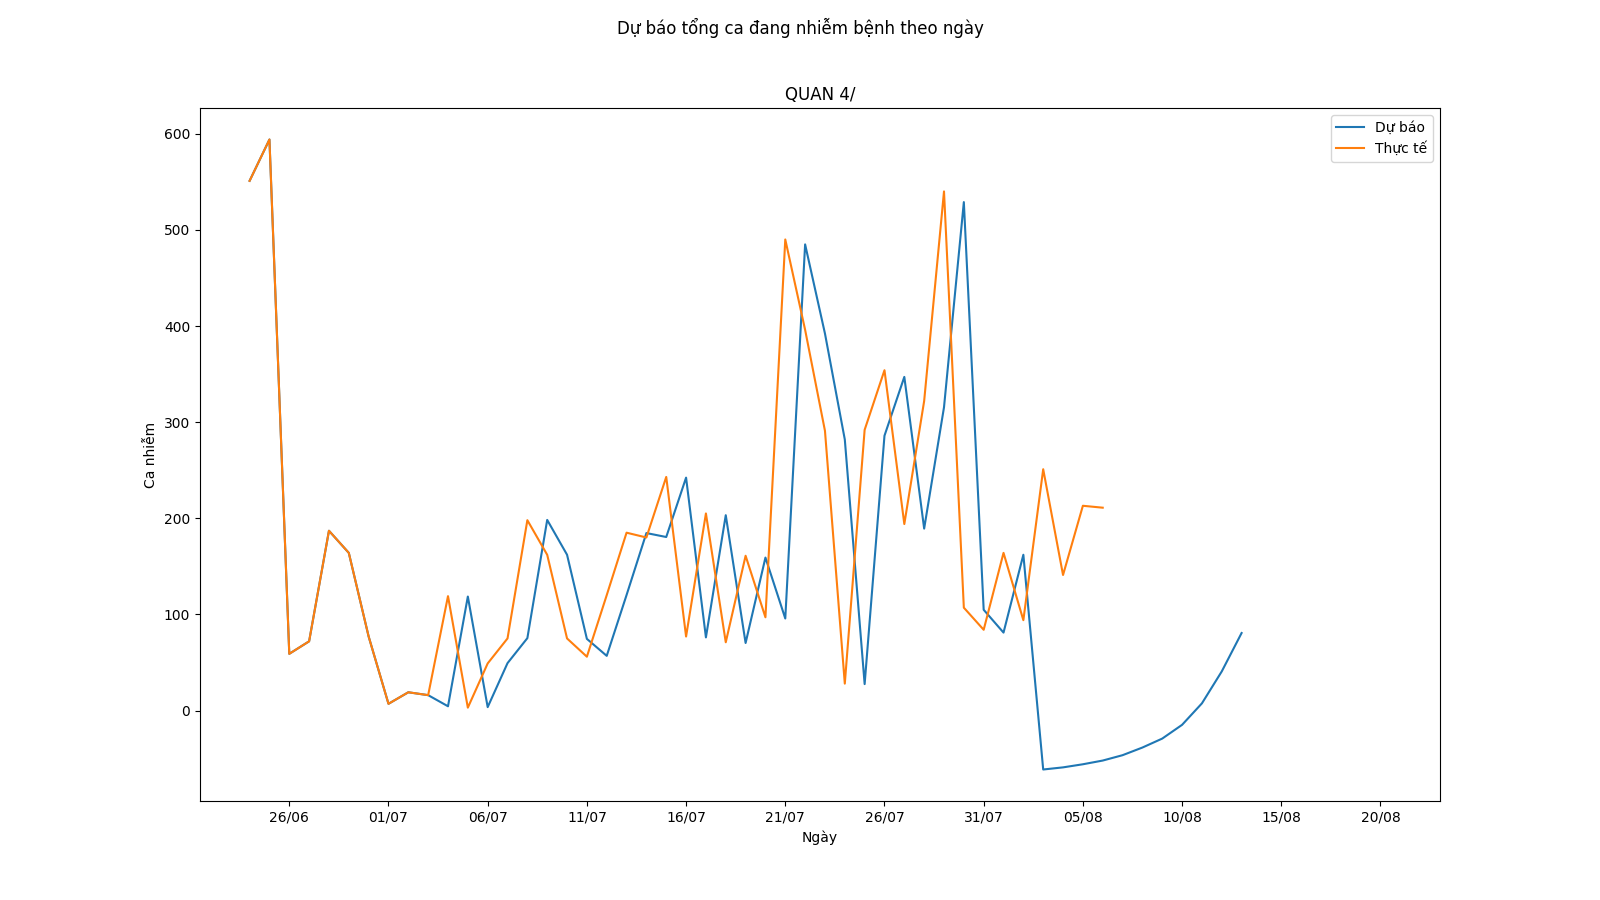 Dự báo tổng ca đang nhiễm bệnh theo ngày
QUAN 4/
Dự báo
Thực tế
600
500
400
300
200
100
0
Ca nhiễm
26/06 01/07 06/07 11/07 16/07 21/07 26/07 31/07 05/08 10/08 15/08 20/08
Ngày